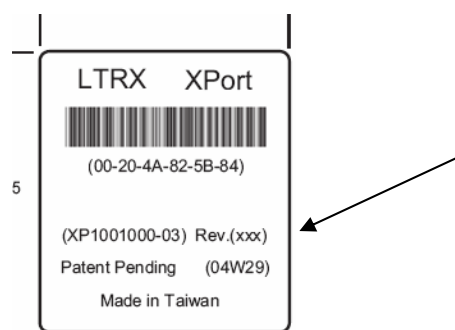 LTRX XPort
(00-20-4A-82-5B-84)
5
(XP1001000-03) Rev.(xxx)
Patent Pending (04W29)
Made in Taiwan